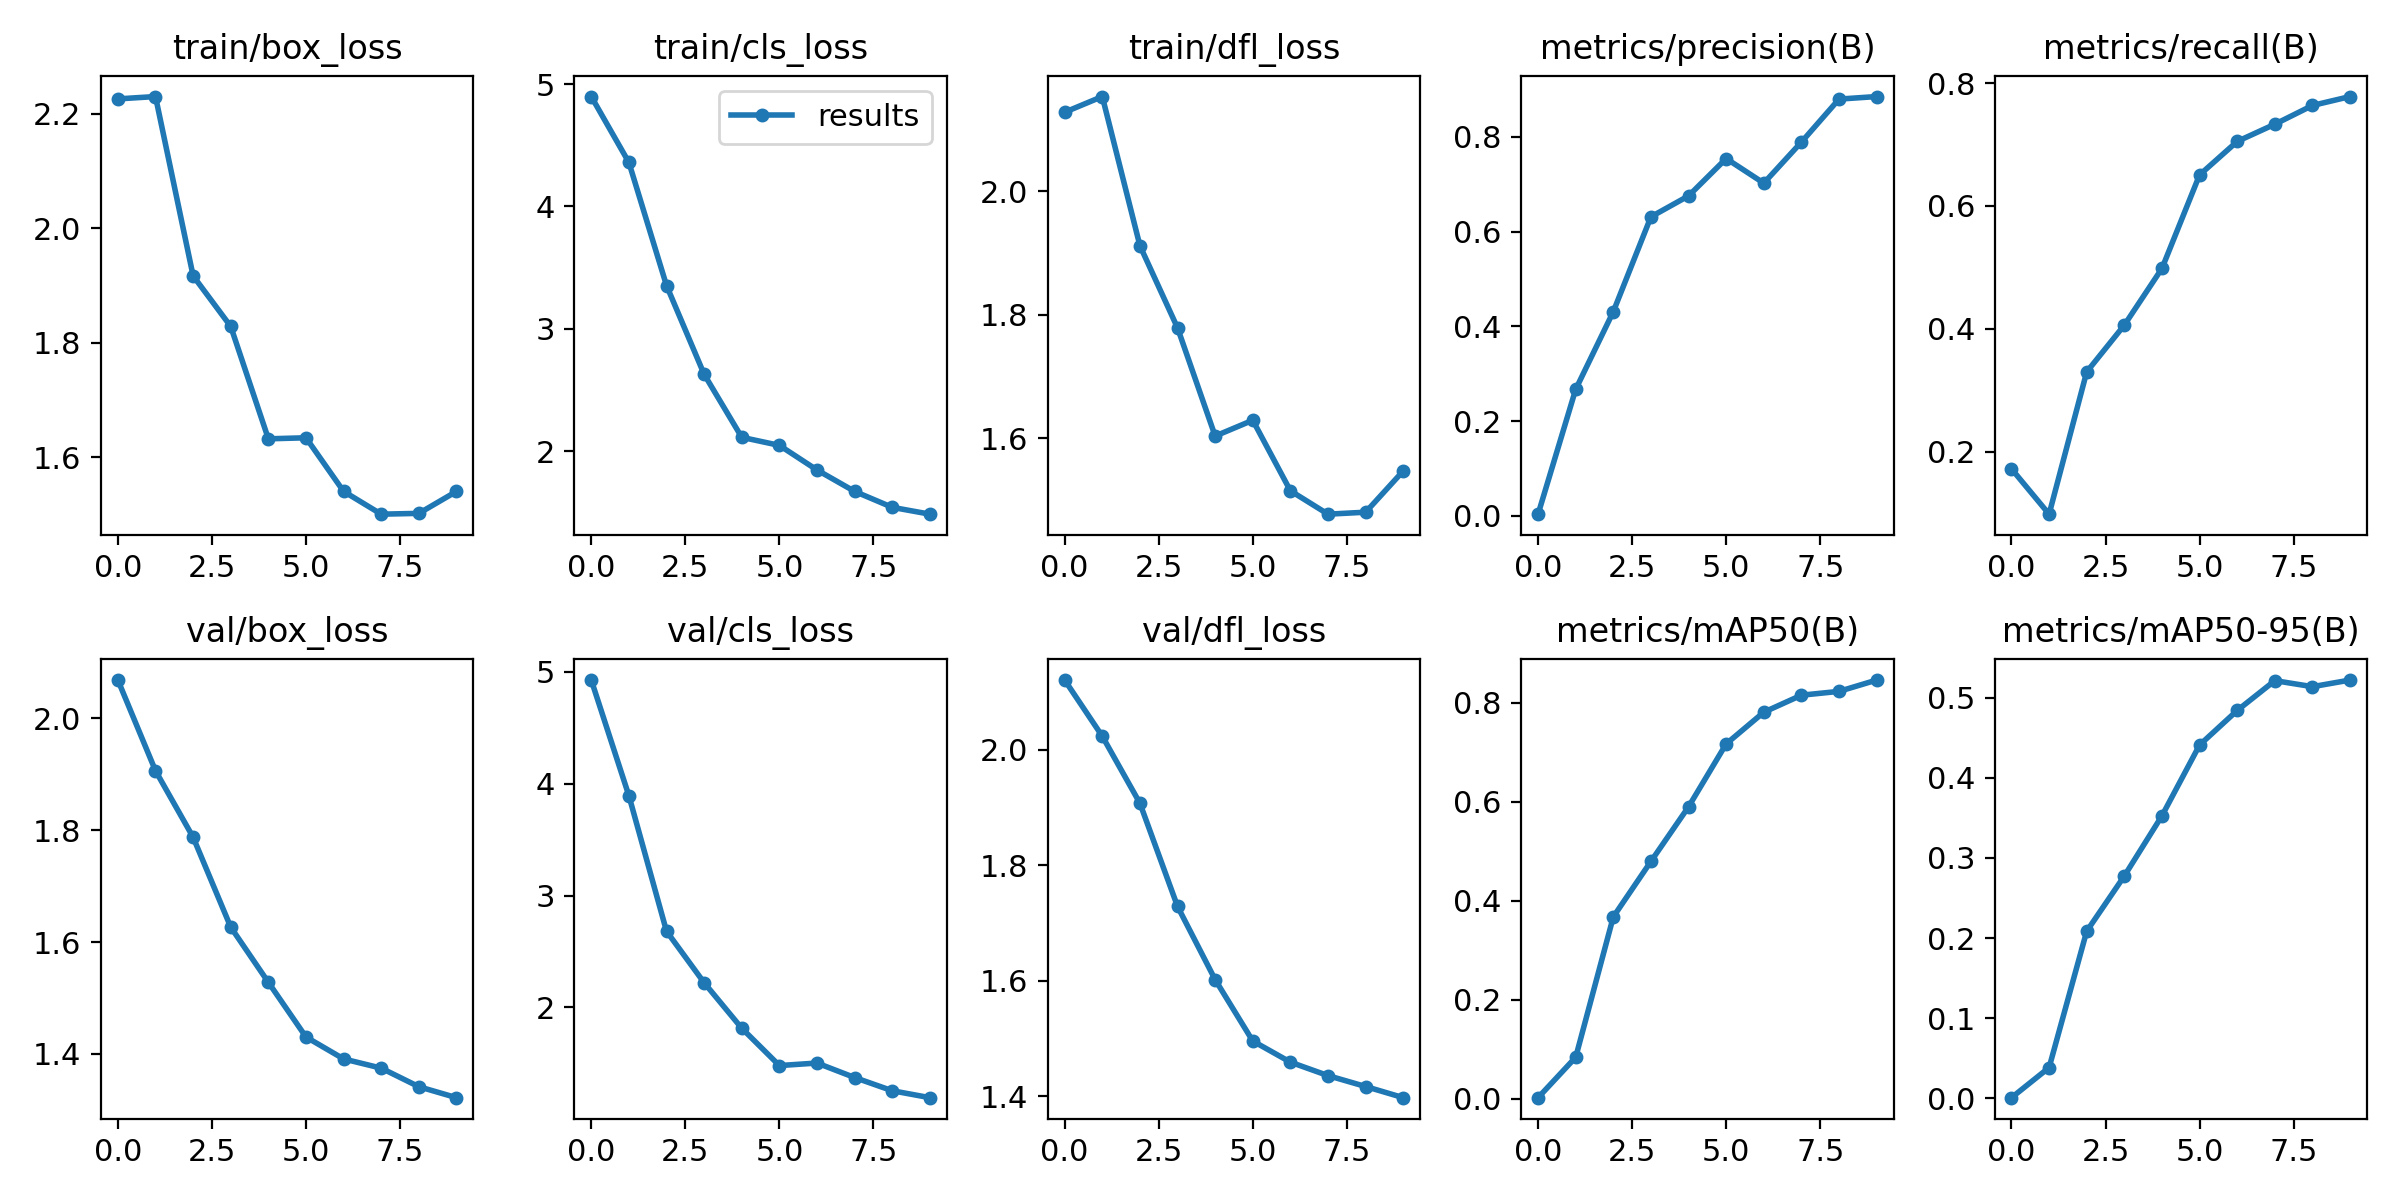 train/box_loss
2.2
2.0
1.8
1.6
0.0 2.5 5.0 7.5
train/cls_loss
results
5
4
3
2
0.0 2.5 5.0 7.5
train/dfl_loss
2.0
1.8
1.6
0.0 2.5 5.0 7.5
metrics/precision(B)
0.8
0.6
0.4
0.2
0.0
0.0 2.5 5.0 7.5
metrics/recall(B)
0.8
0.6
0.4
0.2
0.0 2.5 5.0 7.5
val/box_loss
2.0
1.8
1.6
1.4
0.0 2.5 5.0 7.5
val/cls_loss
5
4
3
2
0.0 2.5 5.0 7.5
val/dfl_loss
2.0
1.8
1.6
1.4
0.0 2.5 5.0 7.5
metrics/mAP50(B)
0.8
0.6
0.4
0.2
0.0
0.0 2.5 5.0 7.5
metrics/mAP50-95(B)
0.5
0.4
0.3
0.2
0.1
0.0
0.0 2.5 5.0 7.5